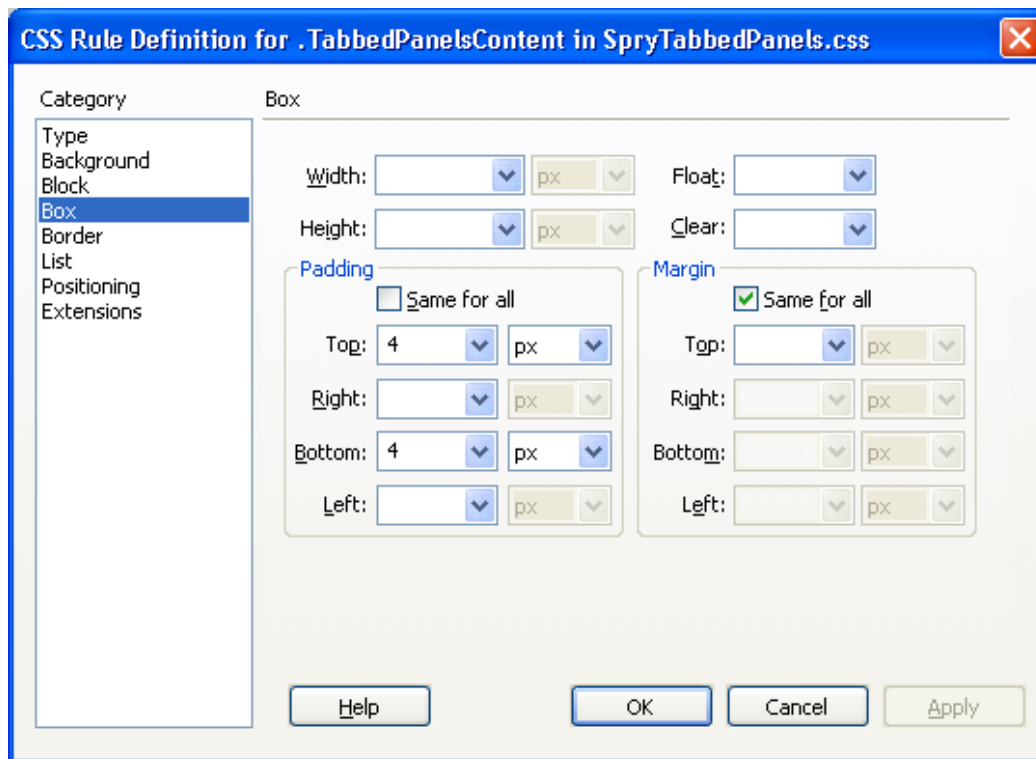 CSS Rule Definition for .TabbedPanelsContent in SpryTabbedPanels.css
Category
Box
Type
Background
Block
Box
Border
List
Positioning
Extensions
Width: px Float:
Height: px Clear:
Padding Margin
Same for all Same for all
Top: 4 px Top: px
Right: px Right: px
Bottom: 4 px Bottom: px
Left: px Left: px
Help OK Cancel Apply